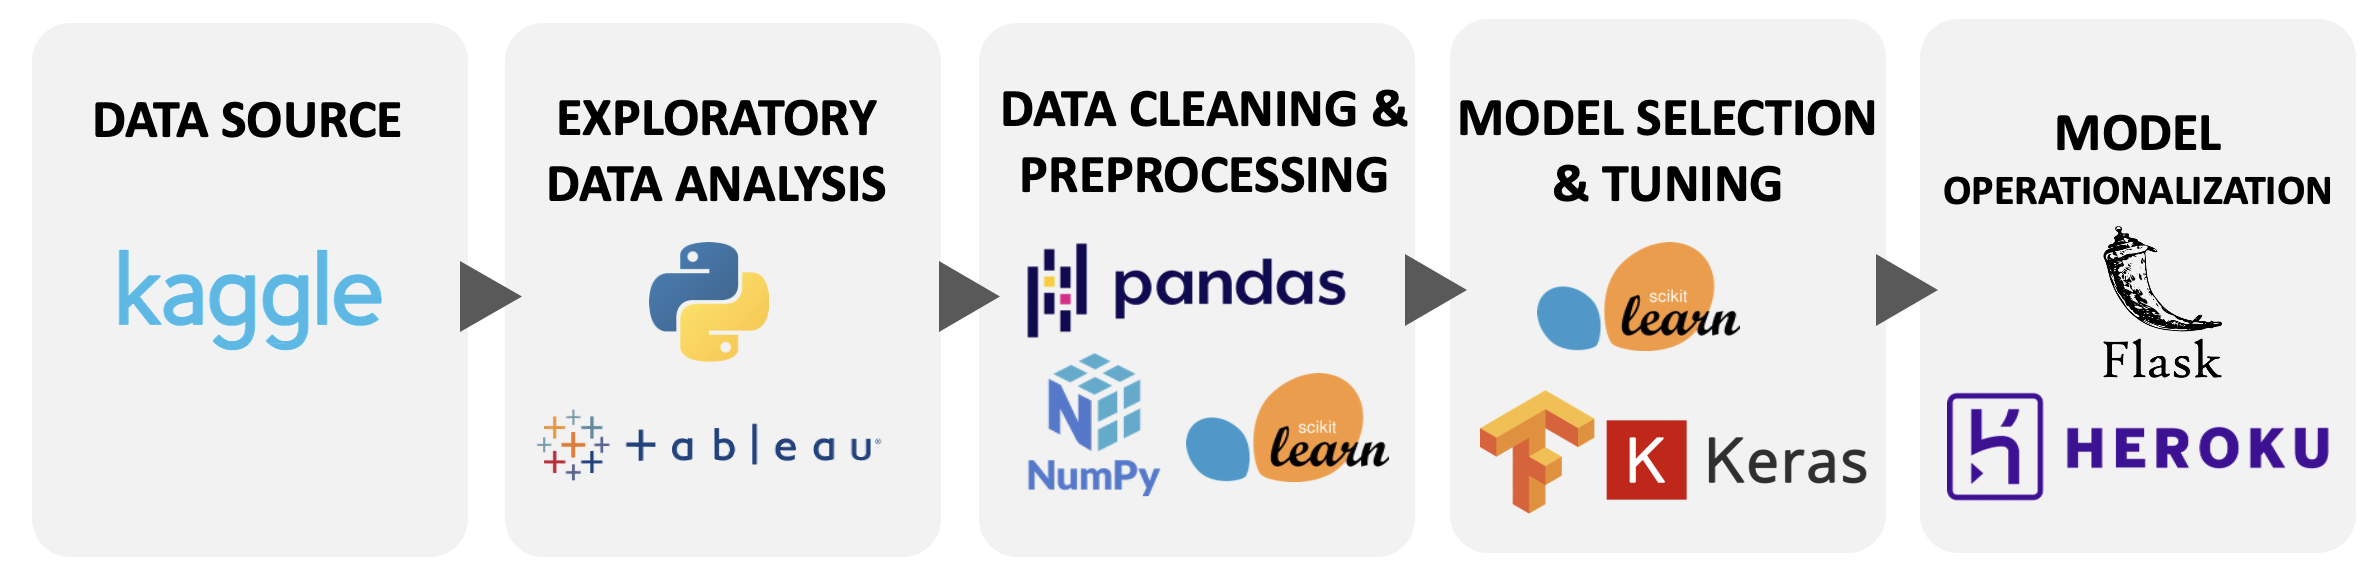 DATA SOURCE
kaggle
EXPLORATORY
DATA ANALYSIS
+ableau®
DATA CLEANING &
PREPROCESSING
pandas
NumPy
scikit
learn
MODEL SELECTION
& TUNING
scikit
learn
K Keras
MODEL
OPERATIONALIZATION
Flask
HEROKU